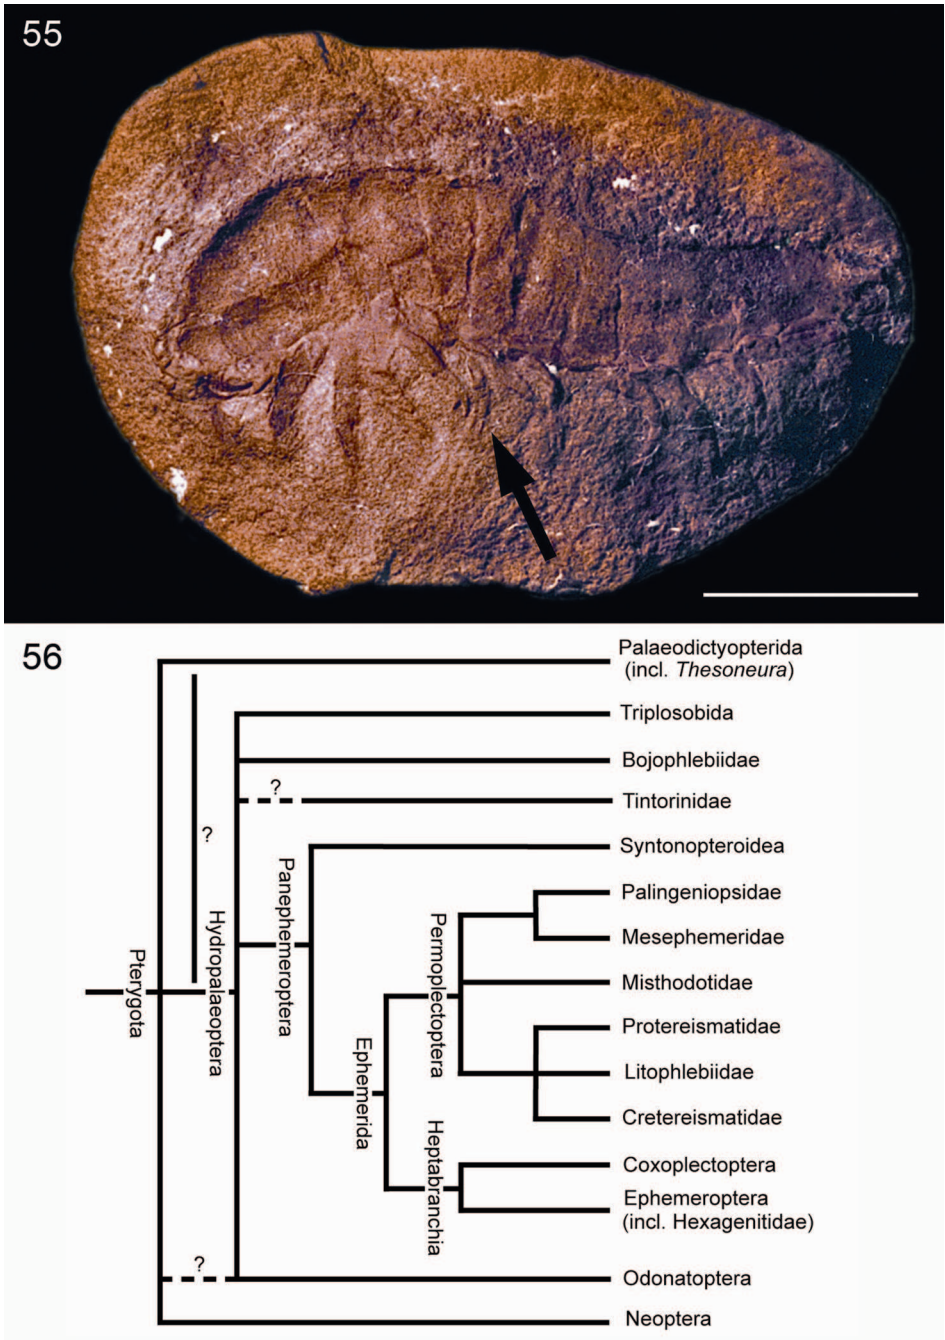 55
56
Palaeodictyopterida
(incl. Thesoneura)
Triplosobida
Bojophlebiidae
?
Tintorinidae
?
Syntonopteroidea
Panephemeroptera
Palingeniopsidae
Hydropalaeoptera
Permoplectoptera
Mesephemeridae
Pterygota
Misthodotidae
Protereismatidae
Ephemerida
Litophlebiidae
Cretereismatidae
Heptabranchia
Coxoplectoptera
Ephemeroptera
(incl. Hexagenitidae)
?
Odonatoptera
Neoptera